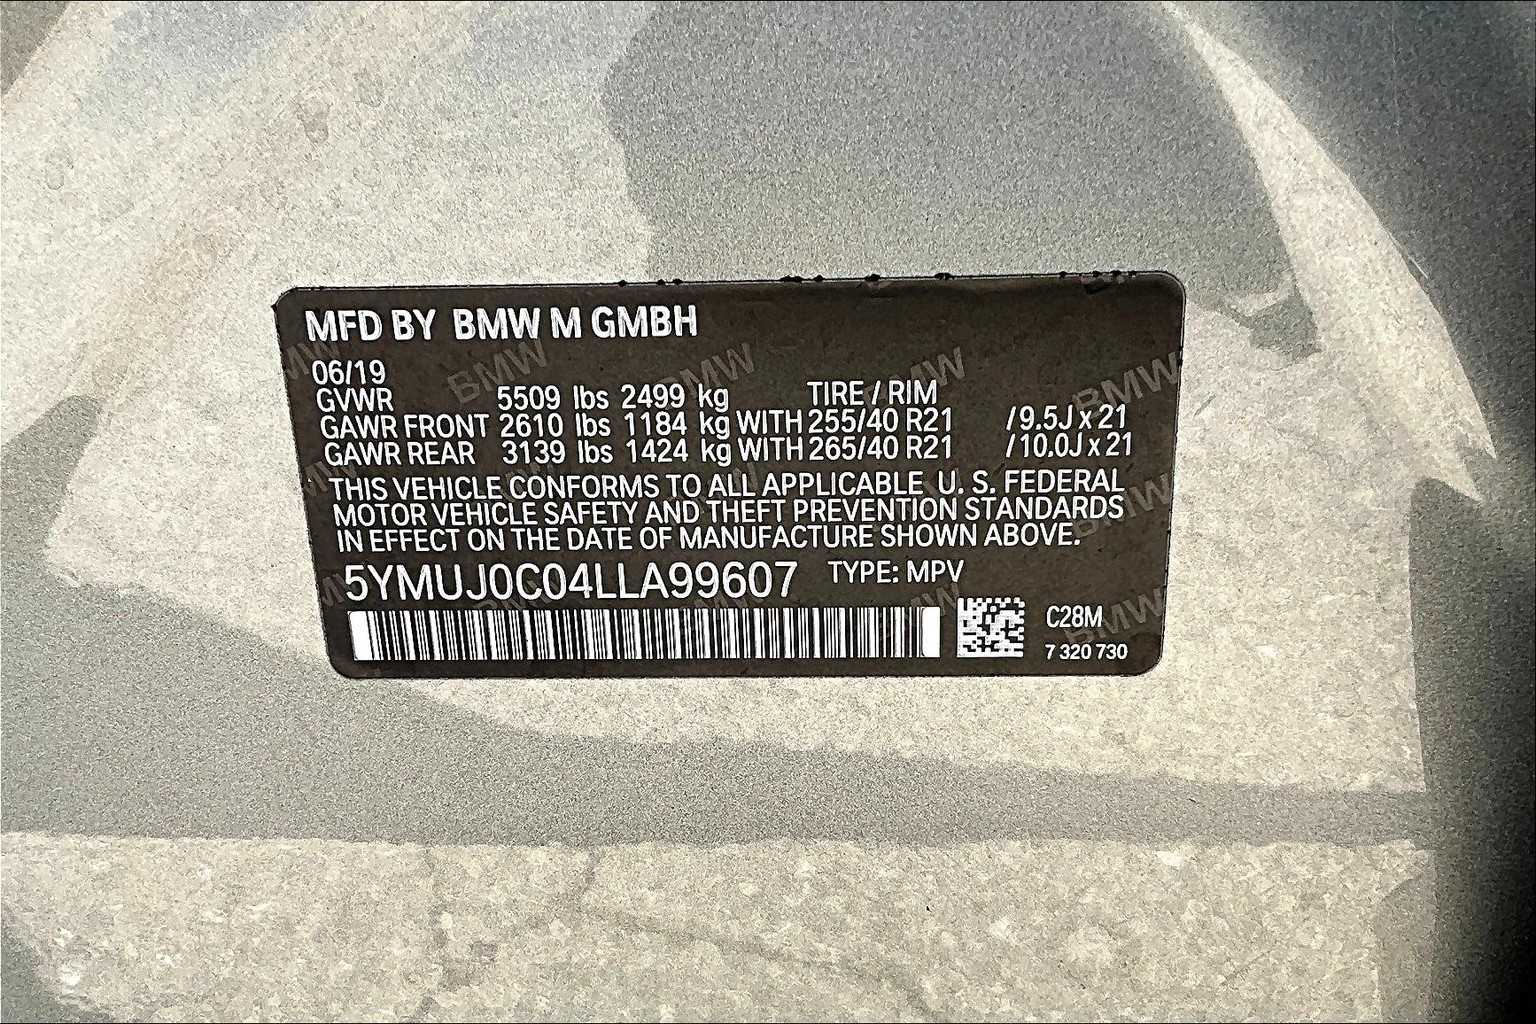 MFD BY BMW M GMBH
06/19
GVWR 5509 lbs 2499 kg TIRE / RIM
GAWR FRONT 2610 lbs 1184 kg WITH 255/40 R21 /9.5J x 21
GAWR REAR 3139 lbs 1424 kg WITH 265/40 R21 /10.0J x 21
THIS VEHICLE CONFORMS TO ALL APPLICABLE U. S. FEDERAL
MOTOR VEHICLE SAFETY AND THEFT PREVENTION STANDARDS
IN EFFECT ON THE DATE OF MANUFACTURE SHOWN ABOVE.
5YMUJ0C04LLA99607 TYPE: MPV
C28M
7 320 730